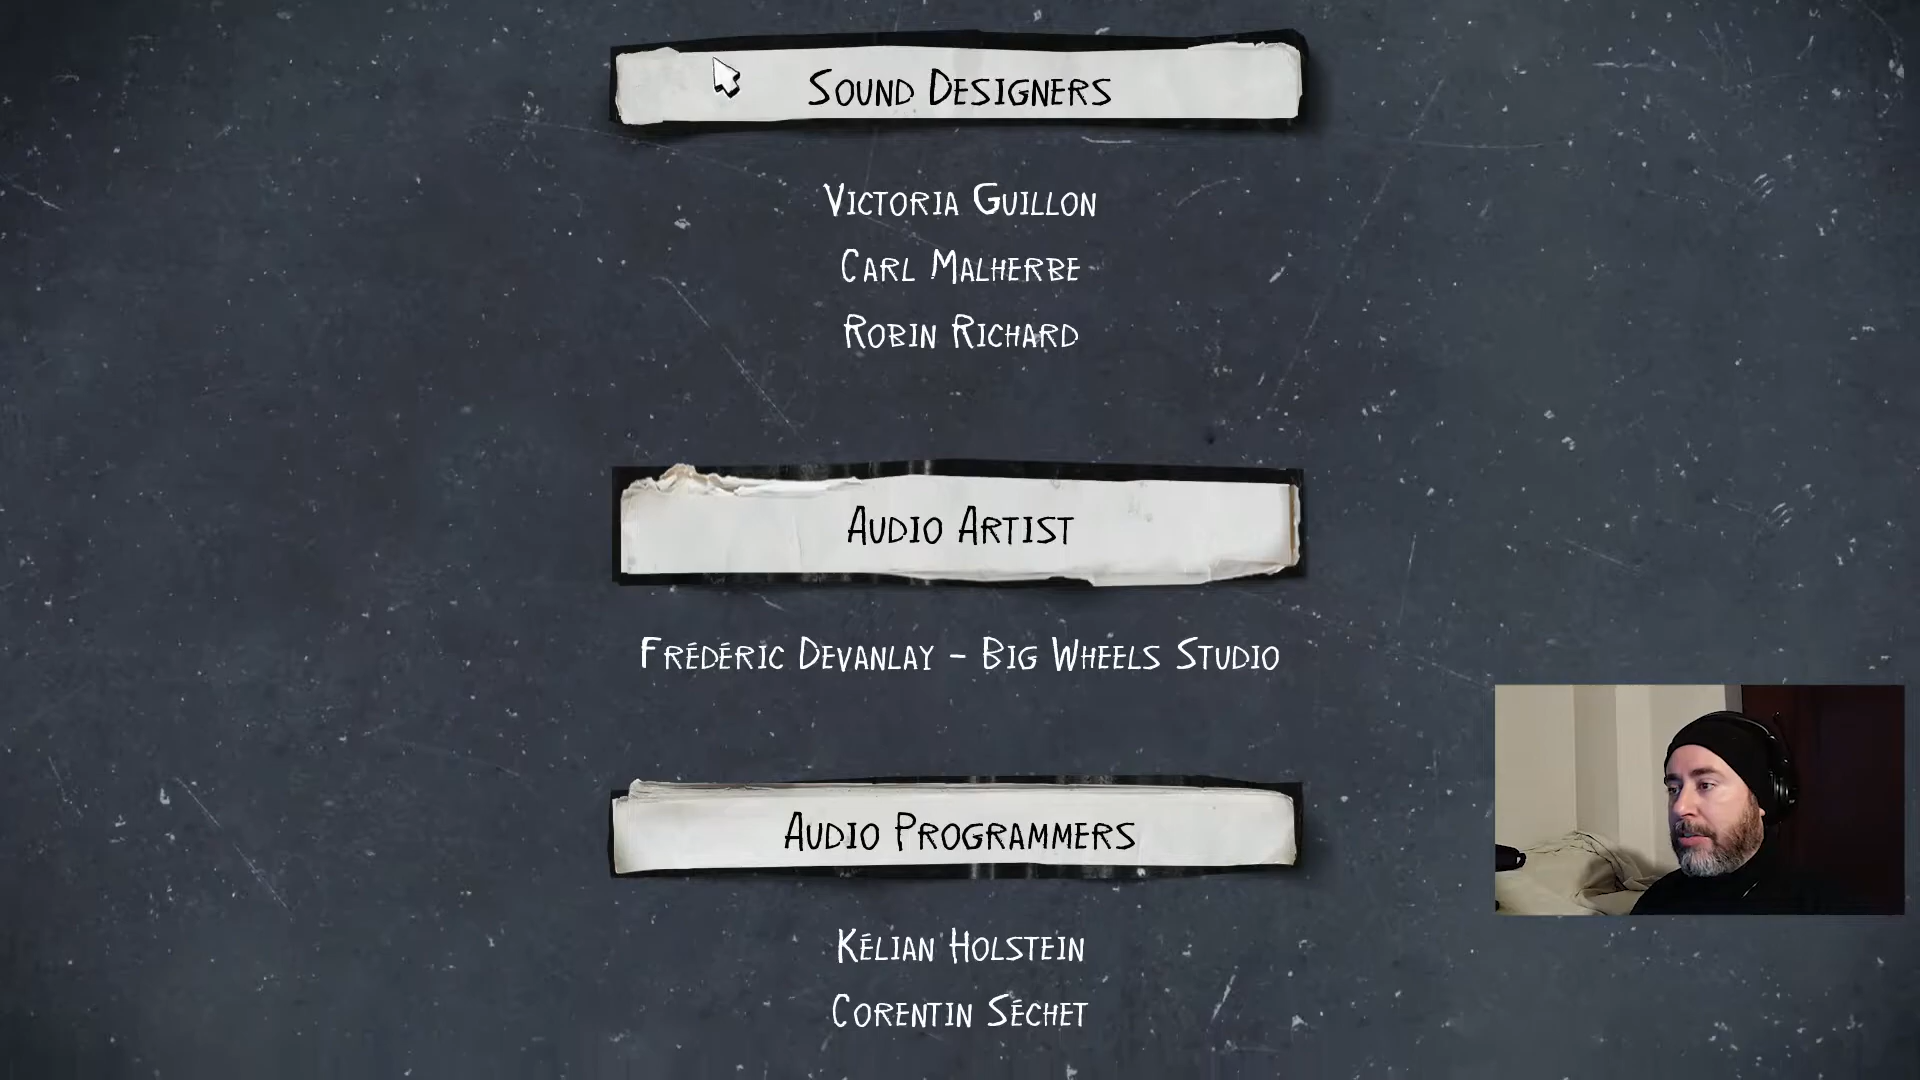 Sound Designers
Victoria Guillon
Carl Malherbe
Robin Richard
Audio Artist
Frédéric Devanlay - Big Wheels Studio
Audio Programmers
Kélian Holstein
Corentin Séchet